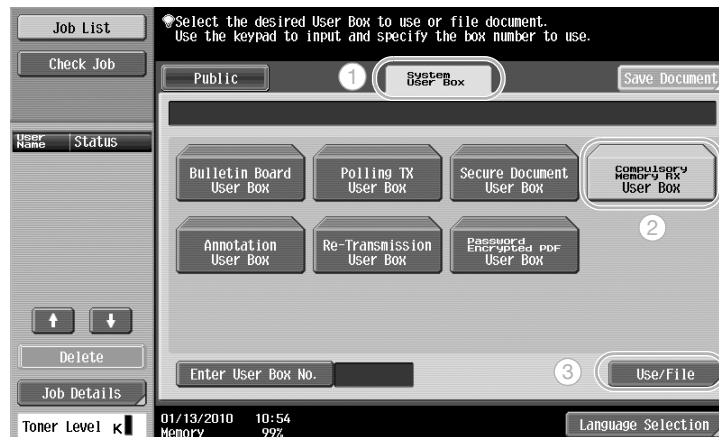 Job List
Check Job
User
Name
Status
Delete
Job Details
Toner Level K
Select the desired User Box to use or file document.
Use the keypad to input and specify the box number to use.
Public
1
System
User Box
Save Document
Bulletin Board
User Box
Polling TX
User Box
Secure Document
User Box
Compulsory
Memory RX
User Box
2
Annotation
User Box
Re-Transmission
User Box
Password
Encrypted PDF
User Box
Enter User Box No.
3
Use/File
01/13/2010 10:54
Memory 99%
Language Selection